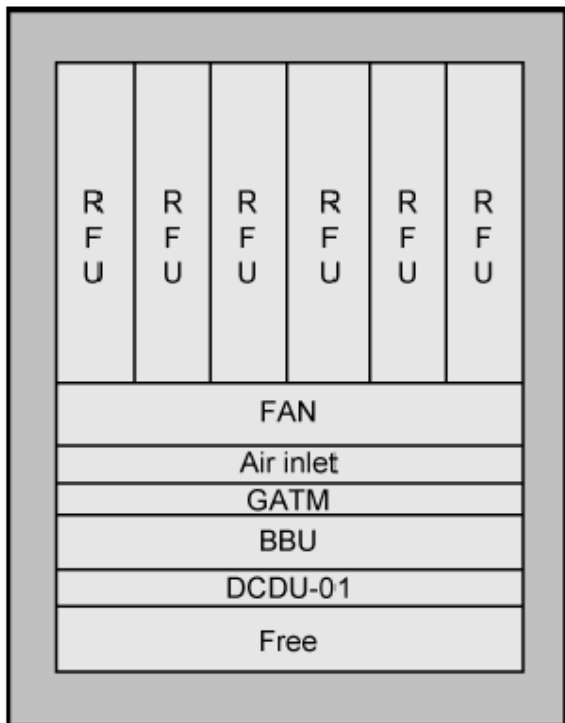 RFU RFU RFU RFU RFU RFU
FAN
Air inlet
GATM
BBU
DCDU-01
Free